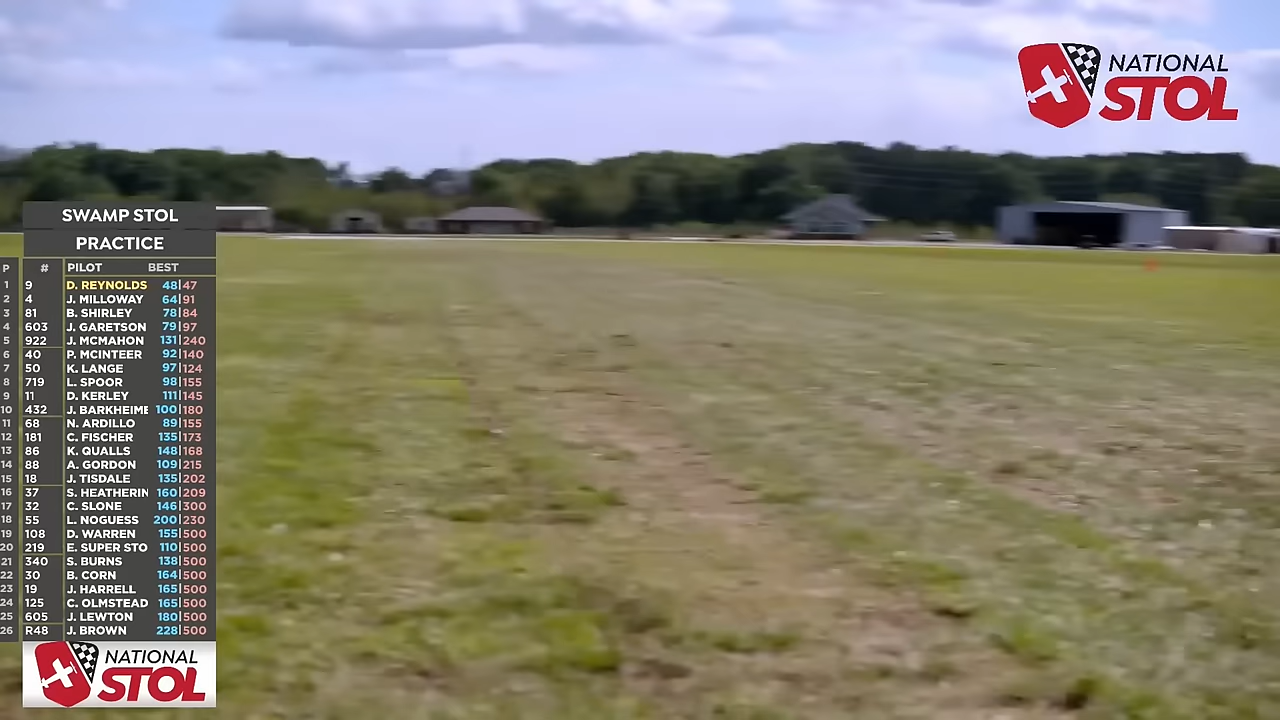 NATIONAL
STOL
SWAMP STOL
PRACTICE
P # PILOT BEST
1 9 D. REYNOLDS 48|47
2 4 J. MILLOWAY 64|91
3 81 B. SHIRLEY 78|84
4 603 J. GARETSON 79|97
5 922 J. MCMAHON 131|240
6 40 P. MCINTEER 92|140
7 50 K. LANGE 97|124
8 719 L. SPOOR 98|155
9 11 D. KERLEY 111|145
10 432 J. BARKHEIME 100|180
11 68 N. ARDILLO 89|155
12 181 C. FISCHER 135|173
13 86 K. QUALLS 148|168
14 88 A. GORDON 109|215
15 18 J. TISDALE 135|202
16 37 S. HEATHERIN 160|209
17 32 C. SLONE 146|300
18 55 L. NOGUESS 200|230
19 108 D. WARREN 155|500
20 219 E. SUPER STO 110|500
21 340 S. BURNS 138|500
22 30 B. CORN 164|500
23 19 J. HARRELL 165|500
24 125 C. OLMSTEAD 165|500
25 605 J. LEWTON 180|500
26 R48 J. BROWN 228|500
NATIONAL
STOL